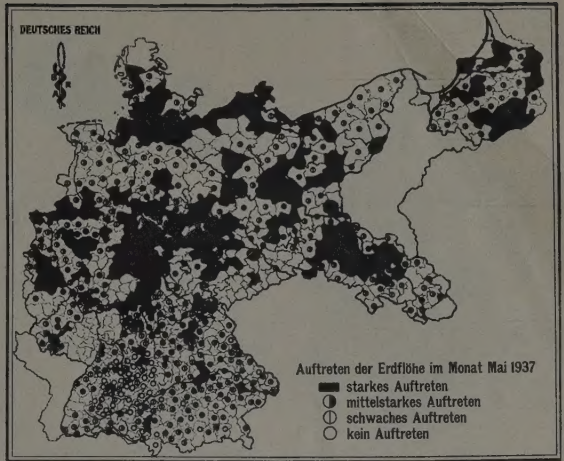 DEUTSCHES REICH
Auftreten der Erdflöhe im Monat Mai 1937
starkes Auftreten
mittelstarkes Auftreten
schwaches Auftreten
kein Auftreten